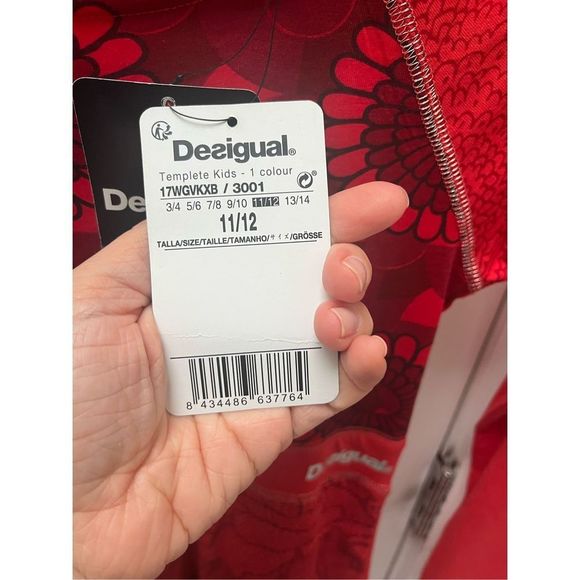 Desigual®
Templete Kids - 1 colour
17WGVKXB / 3001
3/4 5/6 7/8 9/10 11/12 13/14
11/12
TALLA/SIZE/TAILLE/TAMANHO/サイズ/GRÖSSE
8 434486 637764
De
Desigual